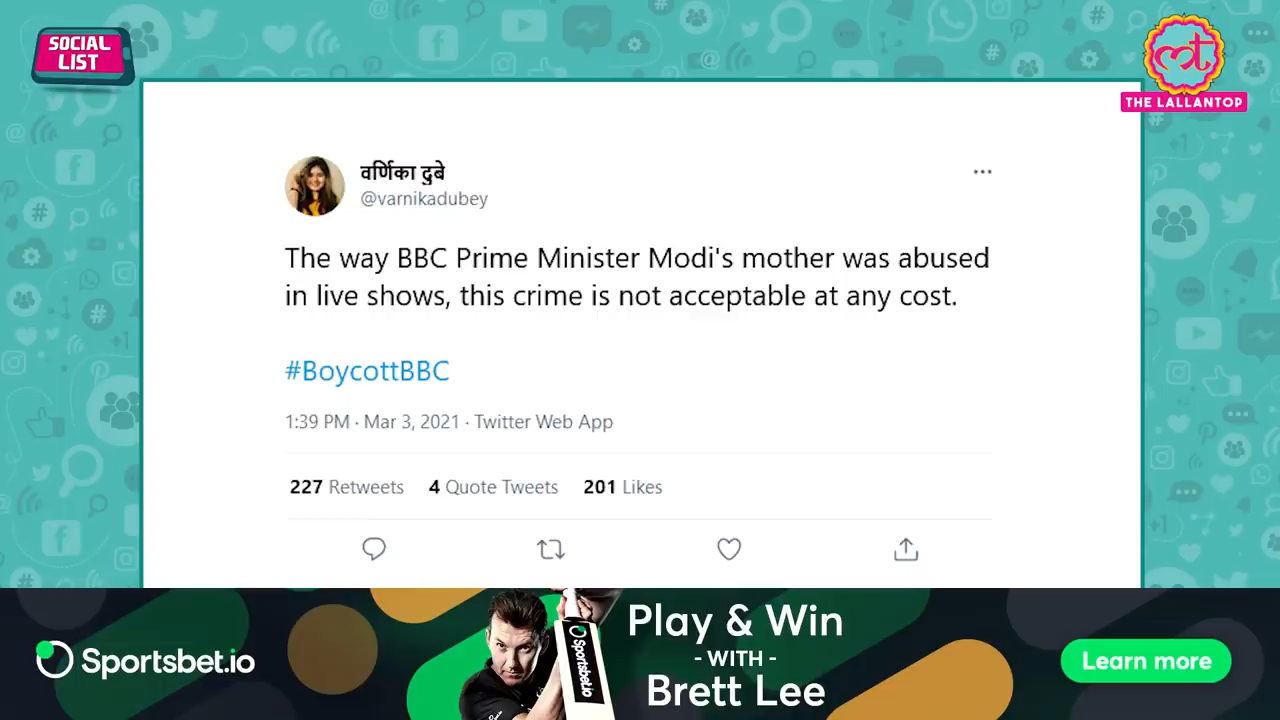 SOCIAL
LIST
THE LALLANTOP
वर्णिका दुबे
@varnikadubey
The way BBC Prime Minister Modi's mother was abused
in live shows, this crime is not acceptable at any cost.
#BoycottBBC
1:39 PM · Mar 3, 2021 · Twitter Web App
227 Retweets 4 Quote Tweets 201 Likes
Sportsbet.io
Sportsbet.io
Play & Win
- WITH -
Brett Lee
Learn more